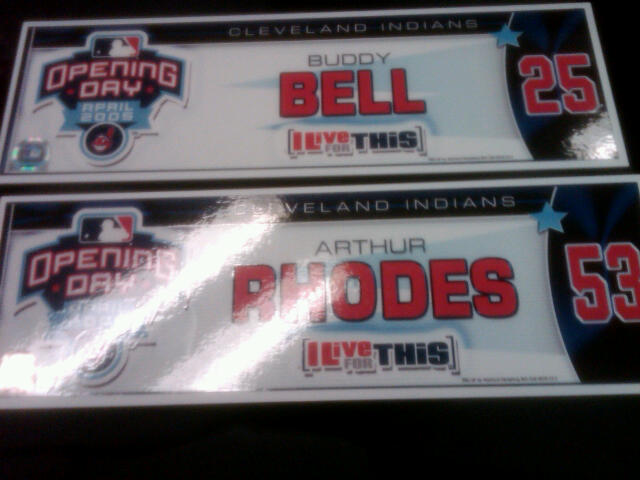 CLEVELAND INDIANS
OPENING
DAY
APRIL
2005
BUDDY
BELL
25
[I Live FOR THIS]
CLEVELAND INDIANS
OPENING
DAY
ARTHUR
RHODES
53
[I Live FOR THIS]